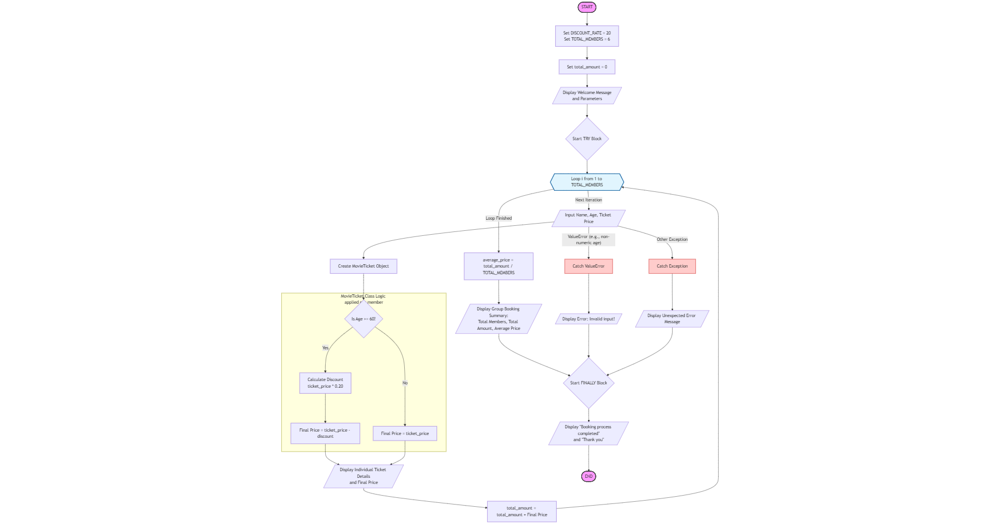 START
Set DISCOUNT_RATE = 20
Set TOTAL_MEMBERS = 6
Set total_amount = 0
Display Welcome Message
and Parameters
Start TRY Block
Loop i from 1 to
TOTAL_MEMBERS
Next Iteration
Loop Finished
Input Name, Age, Ticket
Price
ValueError (e.g., non-
numeric age)
Other Exception
Create MovieTicket Object
average_price =
total_amount /
TOTAL_MEMBERS
Catch ValueError
Catch Exception
MovieTicket Class Logic
applied member
Is Age >= 60?
Display Group Booking
Summary:
Total Members, Total
Amount, Average Price
Display Error: Invalid input!
Display Unexpected Error
Message
Yes
No
Calculate Discount
ticket_price * 0.20
Start FINALLY Block
Final Price = ticket_price -
discount
Final Price = ticket_price
Display "Booking process
completed"
and "Thank you"
Display Individual Ticket
Details
and Final Price
END
total_amount =
total_amount + Final Price